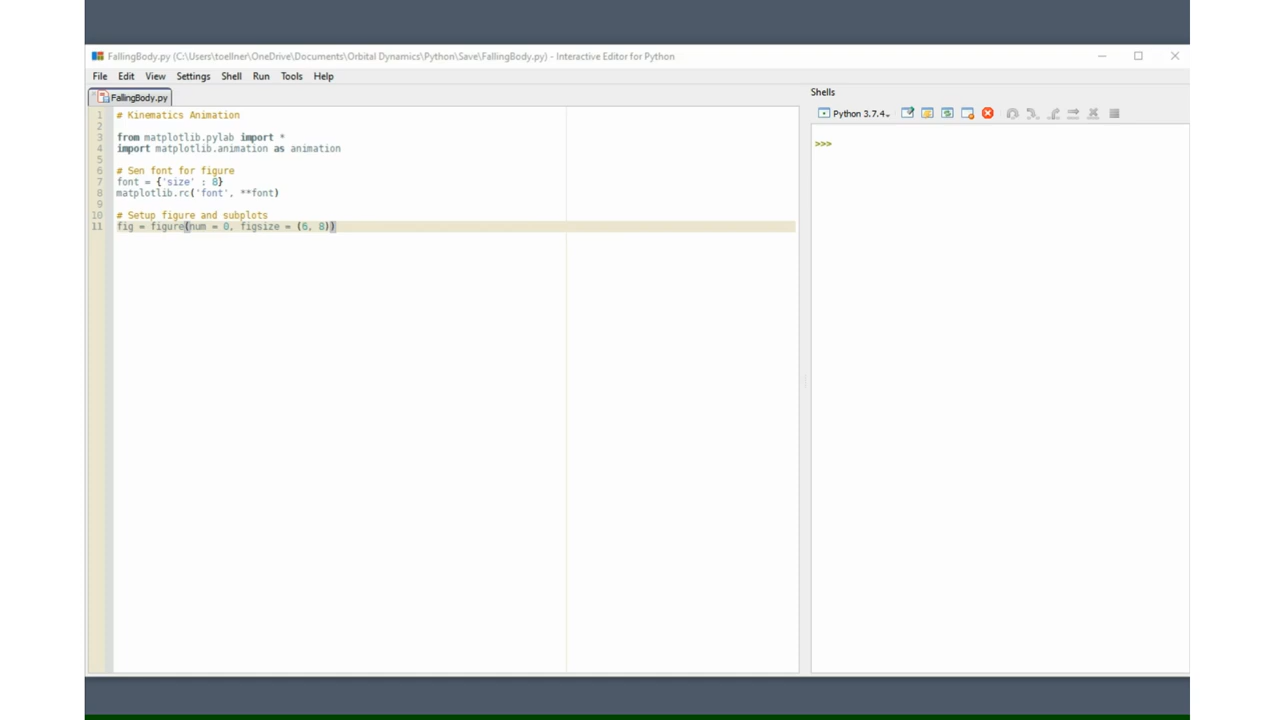 FallingBody.py (C:\Users\toellner\OneDrive\Documents\Orbital Dynamics\Python\Save\FallingBody.py) - Interactive Editor for Python
File Edit View Settings Shell Run Tools Help
FallingBody.py
1 # Kinematics Animation
2
3 from matplotlib.pylab import *
4 import matplotlib.animation as animation
5
6 # Sen font for figure
7 font = {'size' : 8}
8 matplotlib.rc('font', **font)
9
10 # Setup figure and subplots
11 fig = figure(num = 0, figsize = (6, 8))
Shells
Python 3.7.4
>>>